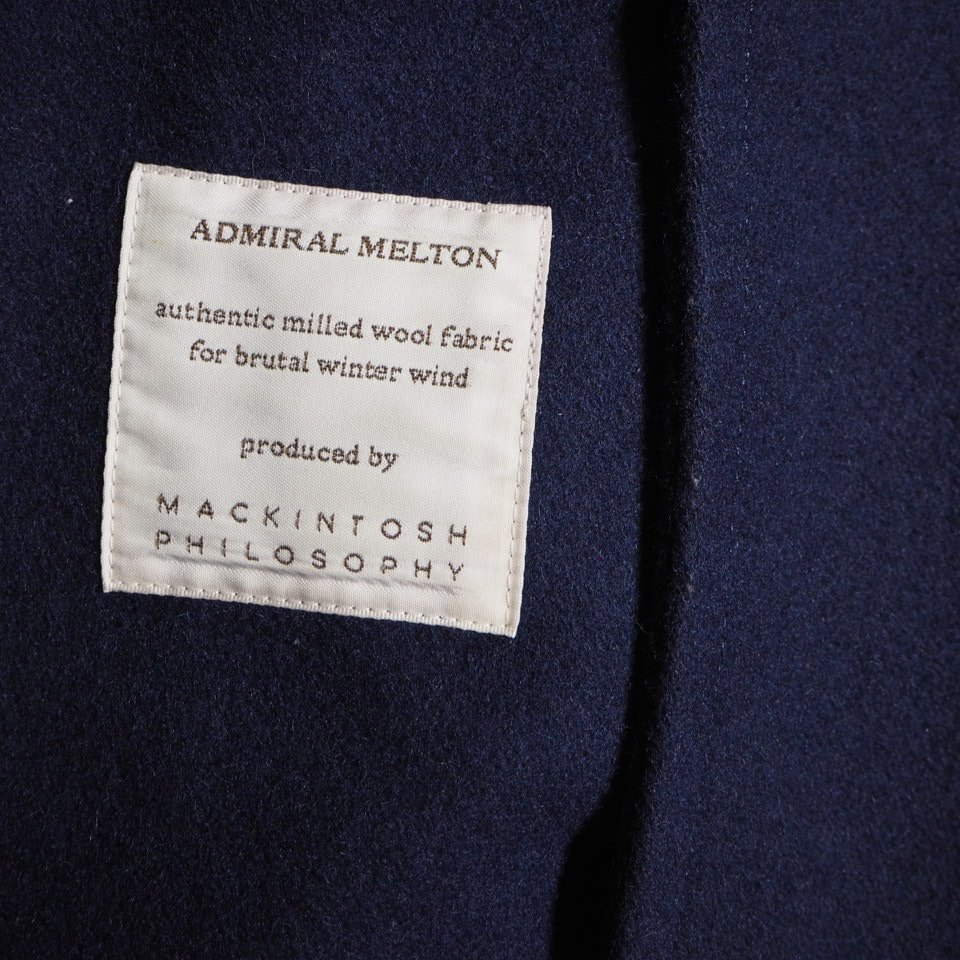 ADMIRAL MELTON
authentic milled wool fabric
for brutal winter wind
produced by
MACKINTOSH
PHILOSOPHY